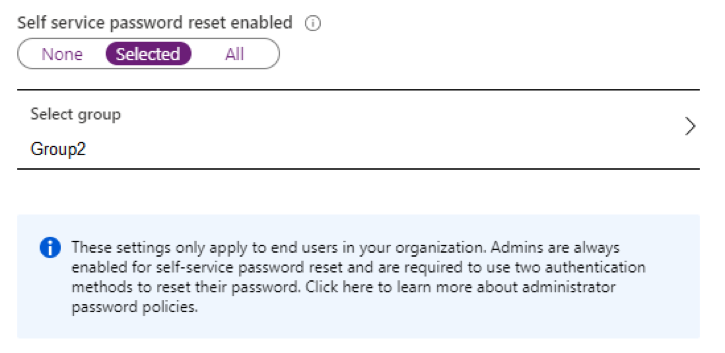 Self service password reset enabled
None Selected All
Select group
Group2
These settings only apply to end users in your organization. Admins are always
enabled for self-service password reset and are required to use two authentication
methods to reset their password. Click here to learn more about administrator
password policies.